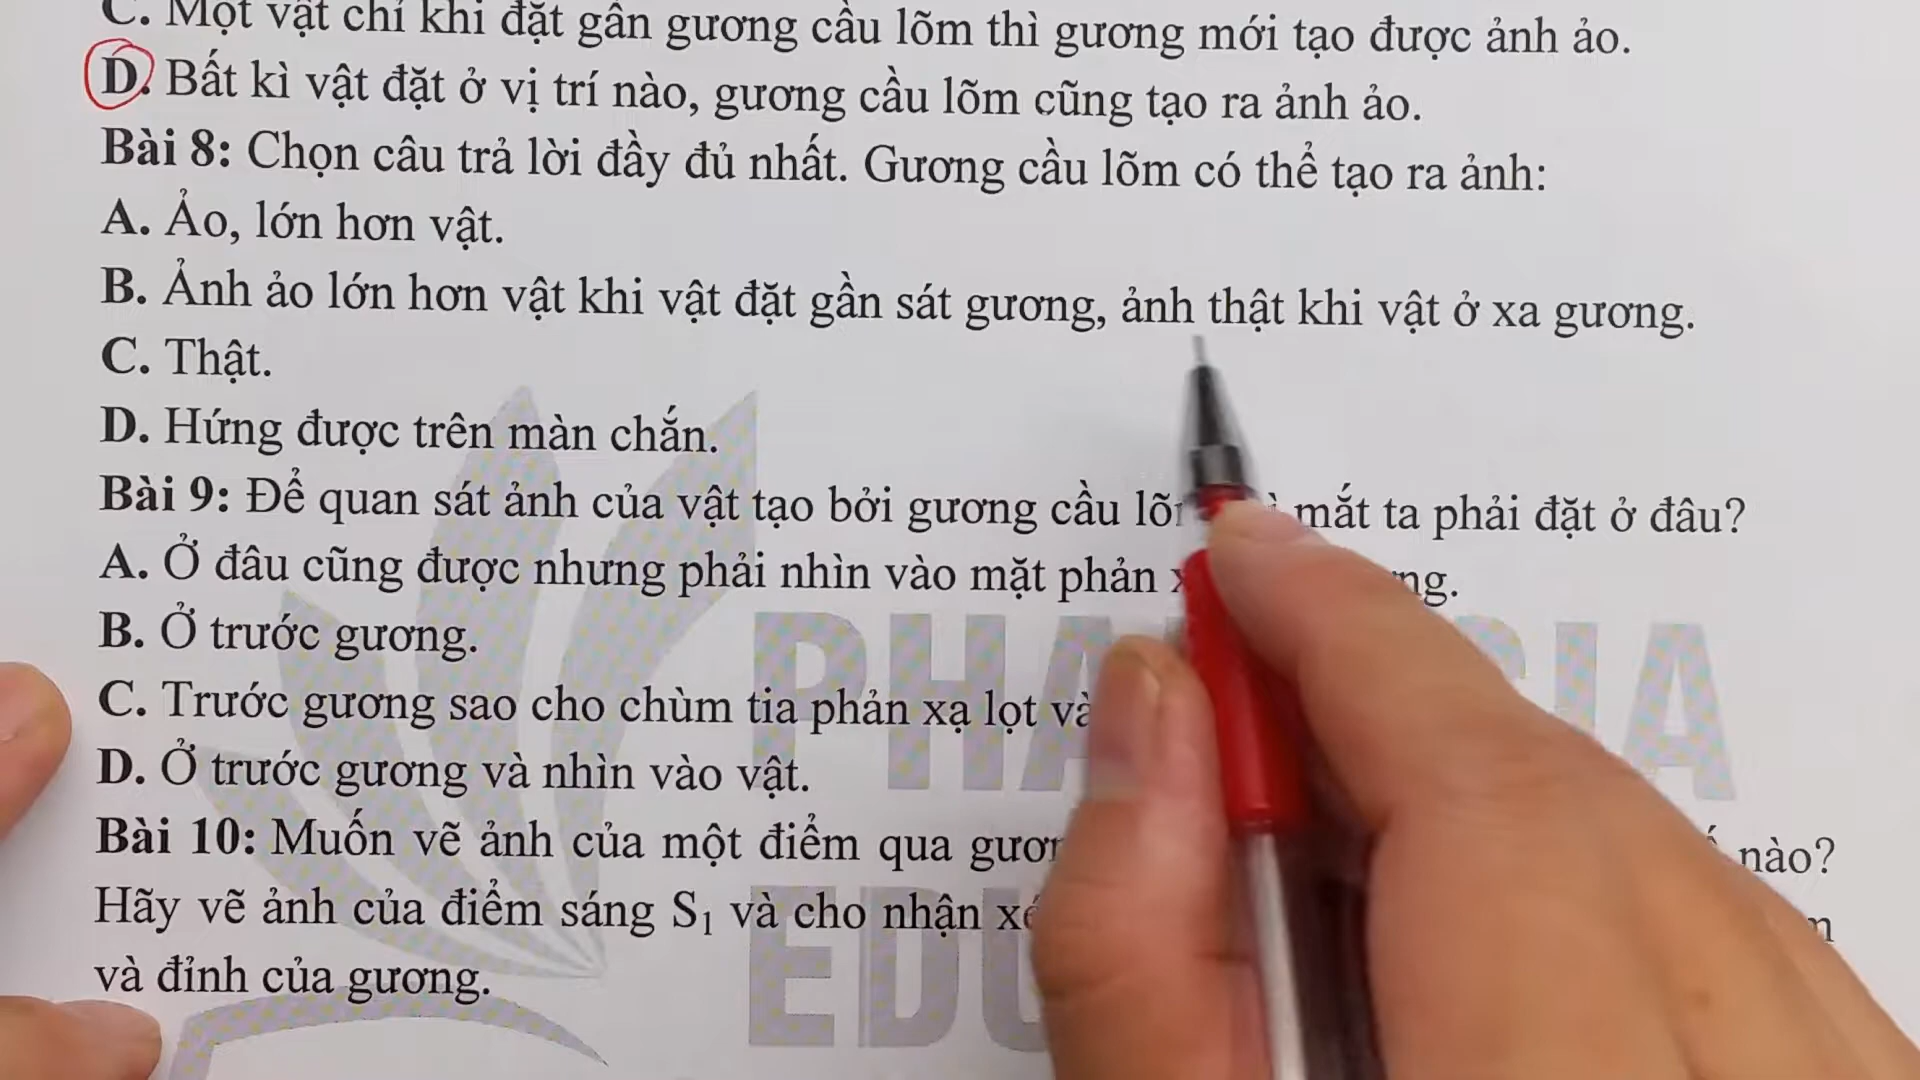 C. Một vật chỉ khi đặt gần gương cầu lõm thì gương mới tạo được ảnh ảo.
D. Bất kì vật đặt ở vị trí nào, gương cầu lõm cũng tạo ra ảnh ảo.
Bài 8: Chọn câu trả lời đầy đủ nhất. Gương cầu lõm có thể tạo ra ảnh:
A. Ảo, lớn hơn vật.
B. Ảnh ảo lớn hơn vật khi vật đặt gần sát gương, ảnh thật khi vật ở xa gương.
C. Thật.
D. Hứng được trên màn chắn.
Bài 9: Để quan sát ảnh của vật tạo bởi gương cầu mắt ta phải đặt ở đâu?
A. Ở đâu cũng được nhưng phải nhìn vào mặt phản
B. Ở trước gương.
C. Trước gương sao cho chùm tia phản xạ lọt
D. Ở trước gương và nhìn vào vật.
Bài 10: Muốn vẽ ảnh của một điểm qua nào?
Hãy vẽ ảnh của điểm sáng S₁ và cho nhận
và đỉnh của gương.